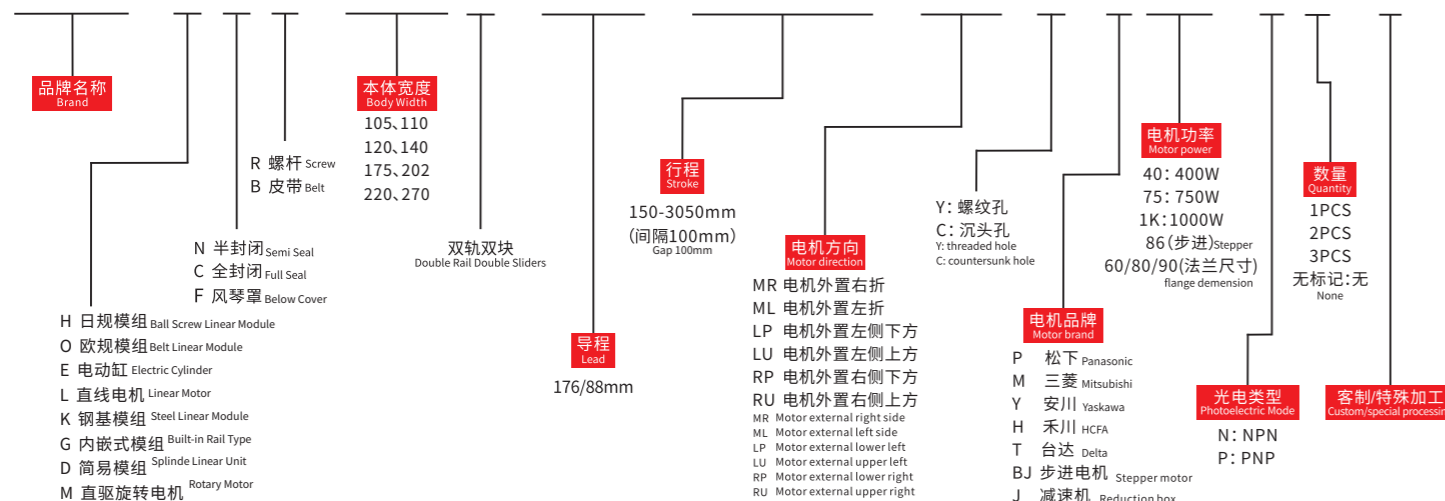 品牌名称
Brand
H 日规模组 Ball Screw Linear Module
O 欧规模组 Belt Linear Module
E 电动缸 Electric Cylinder
L 直线电机 Linear Motor
K 钢基模组 Steel Linear Module
G 内嵌式模组 Built-in Rail Type
D 简易模组 Splinde Linear Unit
M 直驱旋转电机 Rotary Motor
N 半封闭 Semi Seal
C 全封闭 Full Seal
F 风琴罩 Below Cover
R 螺杆 Screw
B 皮带 Belt
本体宽度
Body Width
105、110
120、140
175、202
220、270
双轨双块
Double Rail Double Sliders
导程
Lead
176/88mm
行程
Stroke
150-3050mm
(间隔100mm)
Gap 100mm
电机方向
Motor direction
MR 电机外置右折
ML 电机外置左折
LP 电机外置左侧下方
LU 电机外置左侧上方
RP 电机外置右侧下方
RU 电机外置右侧上方
MR Motor external right side
ML Motor external left side
LP Motor external lower left
LU Motor external upper left
RP Motor external lower right
RU Motor external upper right
Y: 螺纹孔
C: 沉头孔
Y: threaded hole
C: countersunk hole
电机品牌
Motor brand
P 松下 Panasonic
M 三菱 Mitsubishi
Y 安川 Yaskawa
H 禾川 HCFA
T 台达 Delta
BJ 步进电机 Stepper motor
J 减速机 Reduction box
电机功率
Motor power
40: 400W
75: 750W
1K: 1000W
86(步进) Stepper
60/80/90(法兰尺寸)
flange demension
光电类型
Photoelectric Mode
N: NPN
P: PNP
数量
Quantity
1PCS
2PCS
3PCS
无标记:无
None
客制/特殊加工
Custom/special processin